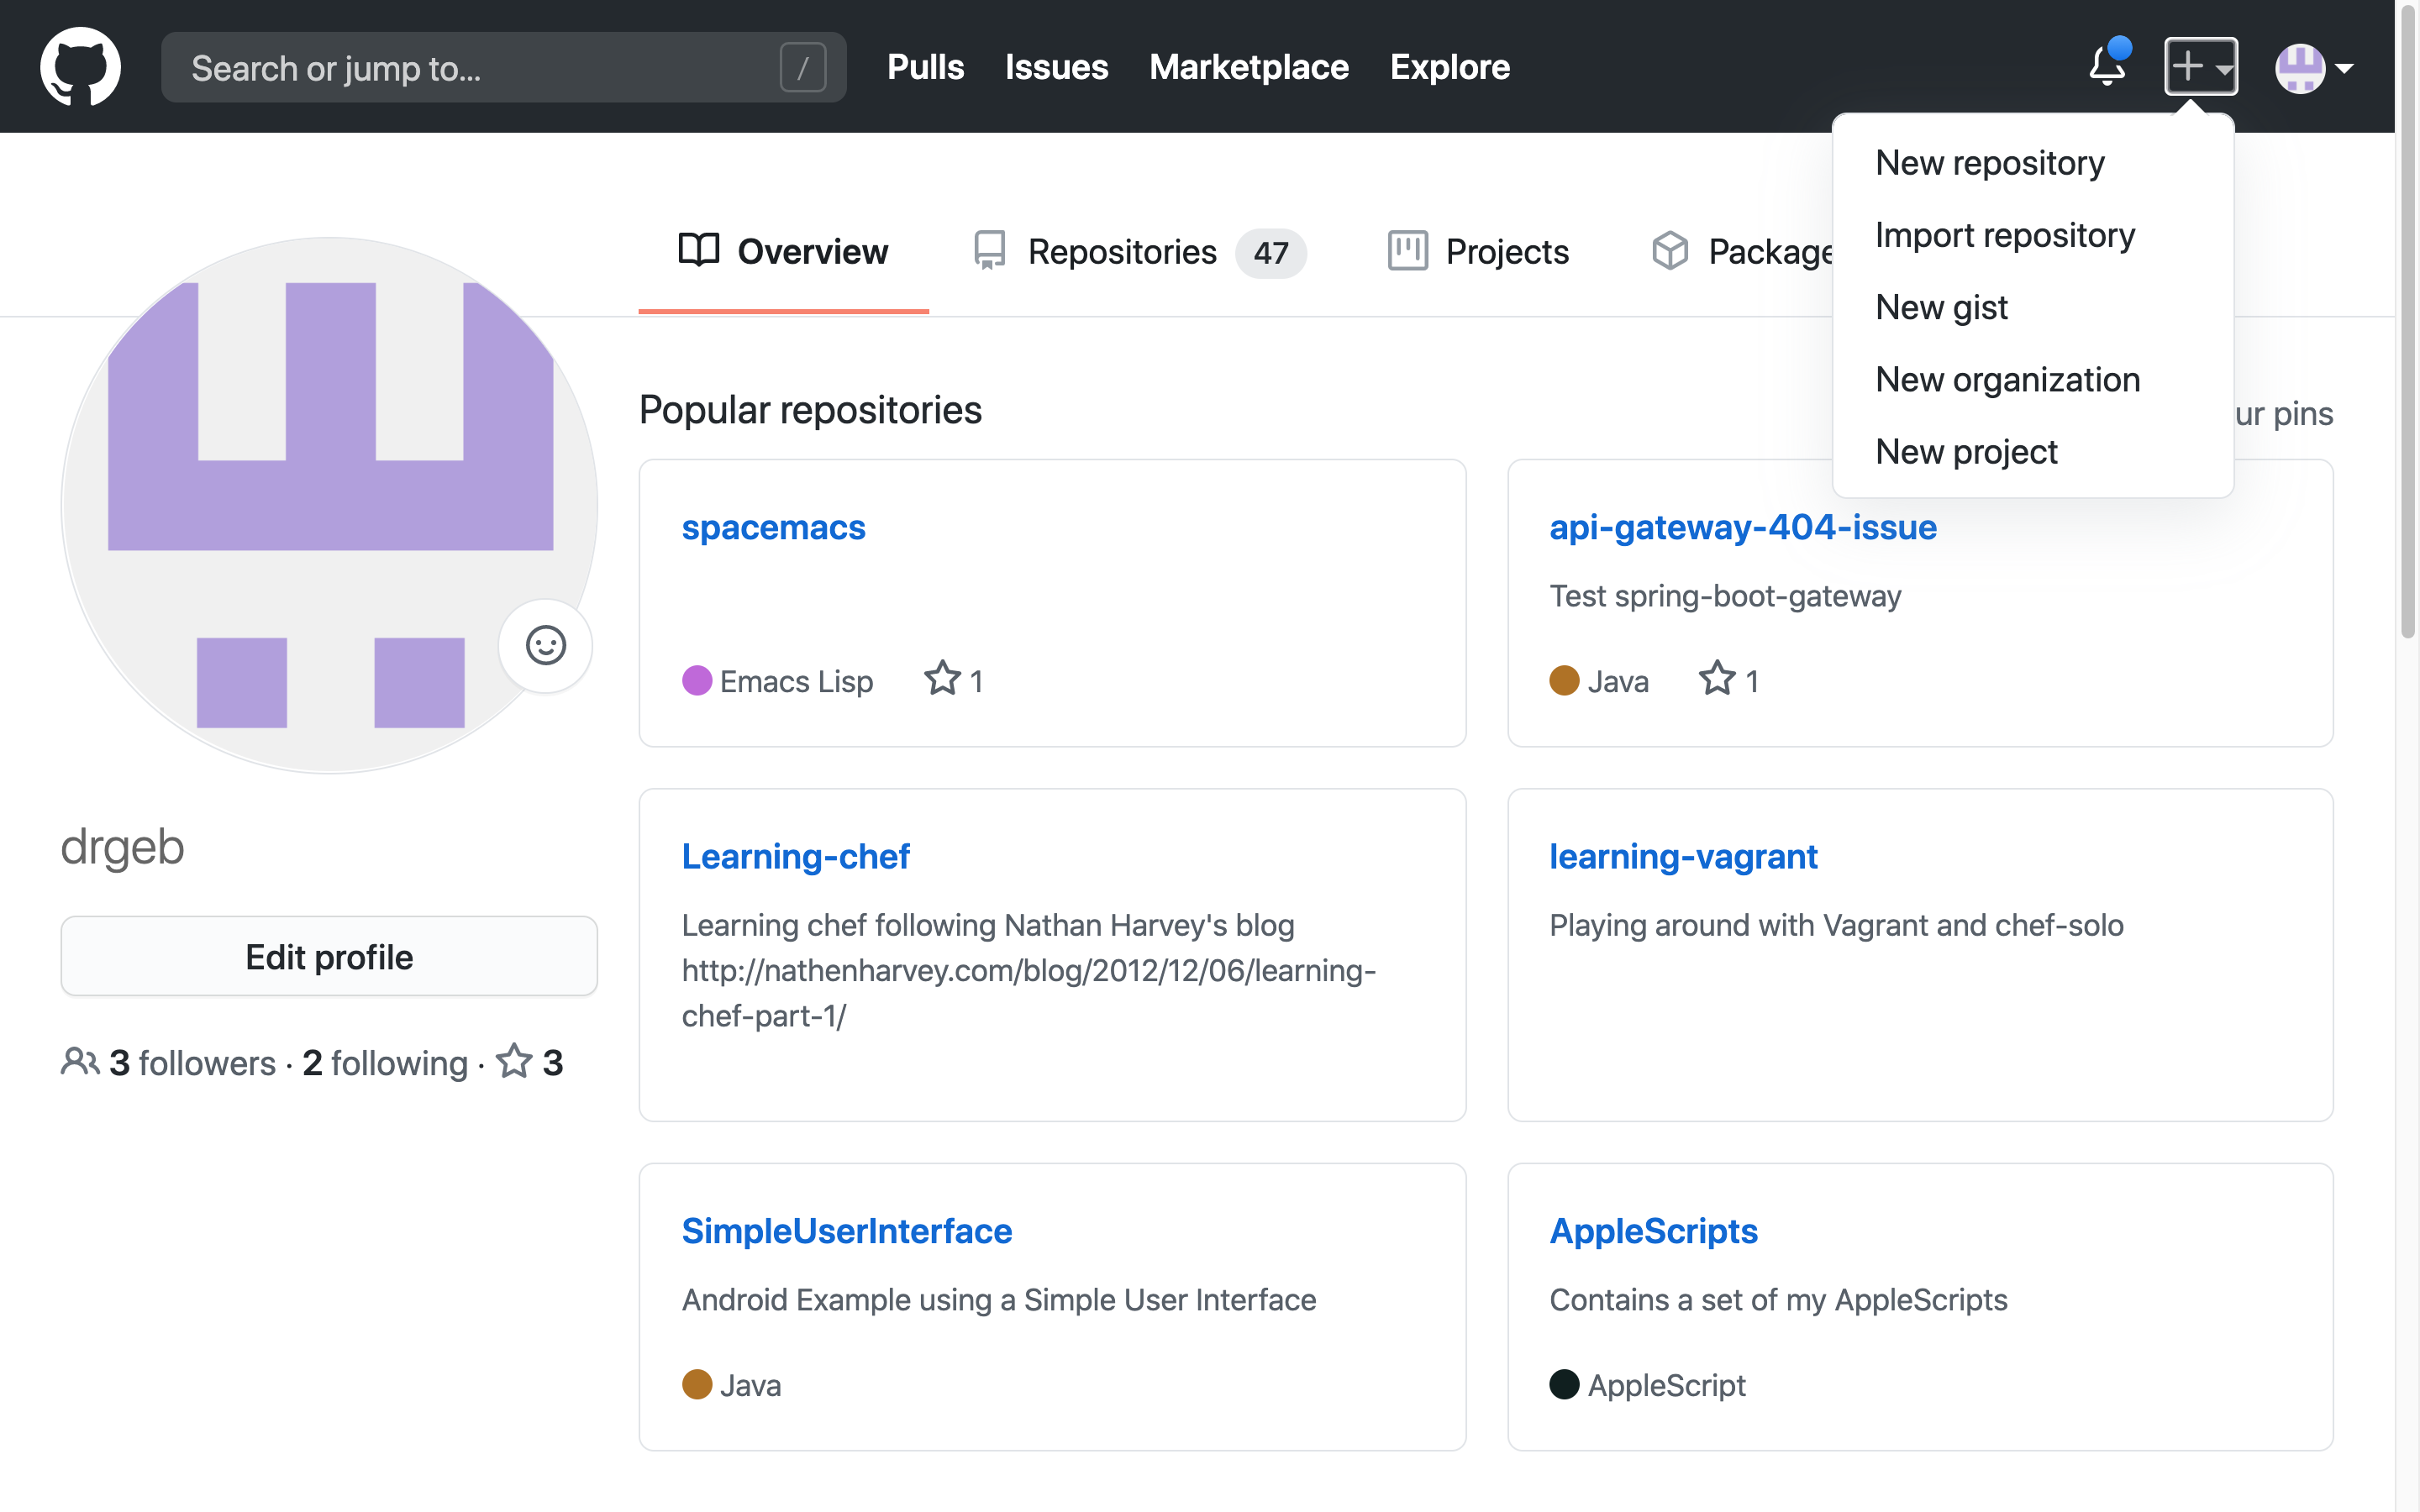 Search or jump to... /
Pulls Issues Marketplace Explore
New repository
Import repository
New gist
New organization
New project
Overview
Repositories 47
Projects
Package
Popular repositories
ur pins
spacemacs
Emacs Lisp 1
api-gateway-404-issue
Test spring-boot-gateway
Java 1
drgeb
Edit profile
3 followers · 2 following · 3
Learning-chef
Learning chef following Nathan Harvey's blog
http://nathenharvey.com/blog/2012/12/06/learning-
chef-part-1/
learning-vagrant
Playing around with Vagrant and chef-solo
SimpleUserInterface
Android Example using a Simple User Interface
Java
AppleScripts
Contains a set of my AppleScripts
AppleScript